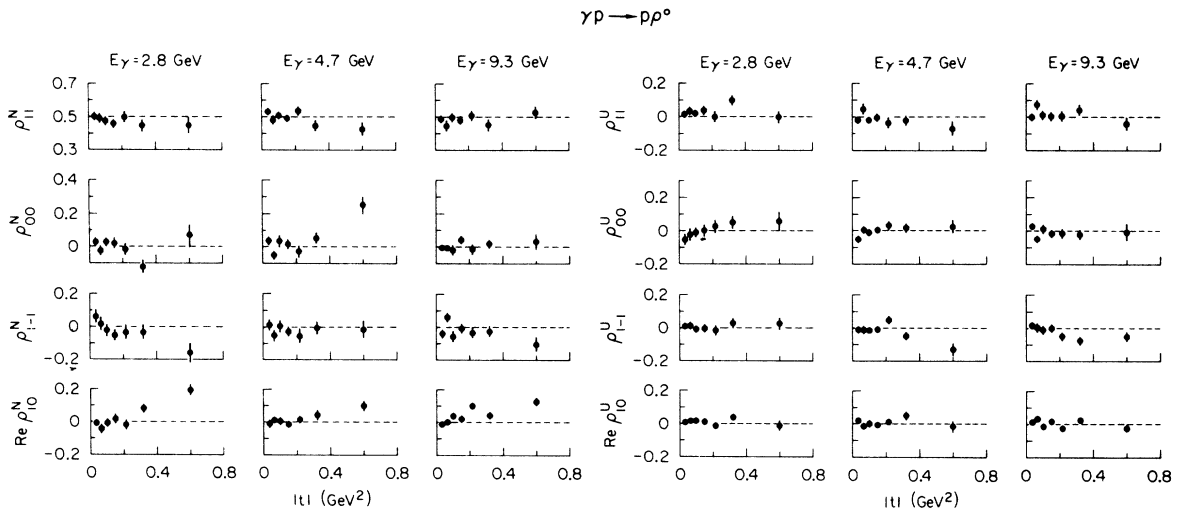 γp → pρ°
Eγ = 2.8 GeV Eγ = 4.7 GeV Eγ = 9.3 GeV Eγ = 2.8 GeV Eγ = 4.7 GeV Eγ = 9.3 GeV
0.7 0.2
ρ^N_11 0.5 ρ^U_11 0
0.3 -0.2
0.4 0.2
ρ^N_00 0.2 ρ^U_00 0
0 -0.2
0.2 0.2
ρ^N_1-1 0 ρ^U_1-1 0
-0.2 -0.2
0.2 0.2
Re ρ^N_10 0 Re ρ^U_10 0
-0.2 -0.2
0 0.4 0.8 0 0.4 0.8 0 0.4 0.8 0 0.4 0.8 0 0.4 0.8 0 0.4 0.8
|t| (GeV²) |t| (GeV²)